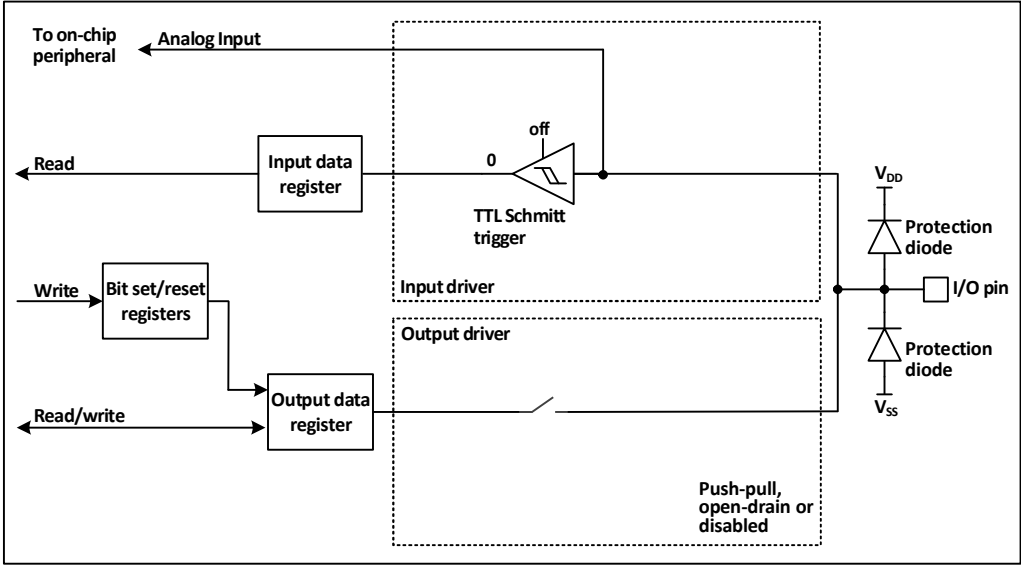 To on-chip
peripheral
Analog Input
off
Read
Input data
register
0
TTL Schmitt
trigger
VDD
Protection
diode
Write
Bit set/reset
registers
Input driver
I/O pin
Output driver
Protection
diode
Read/write
Output data
register
VSS
Push-pull,
open-drain or
disabled